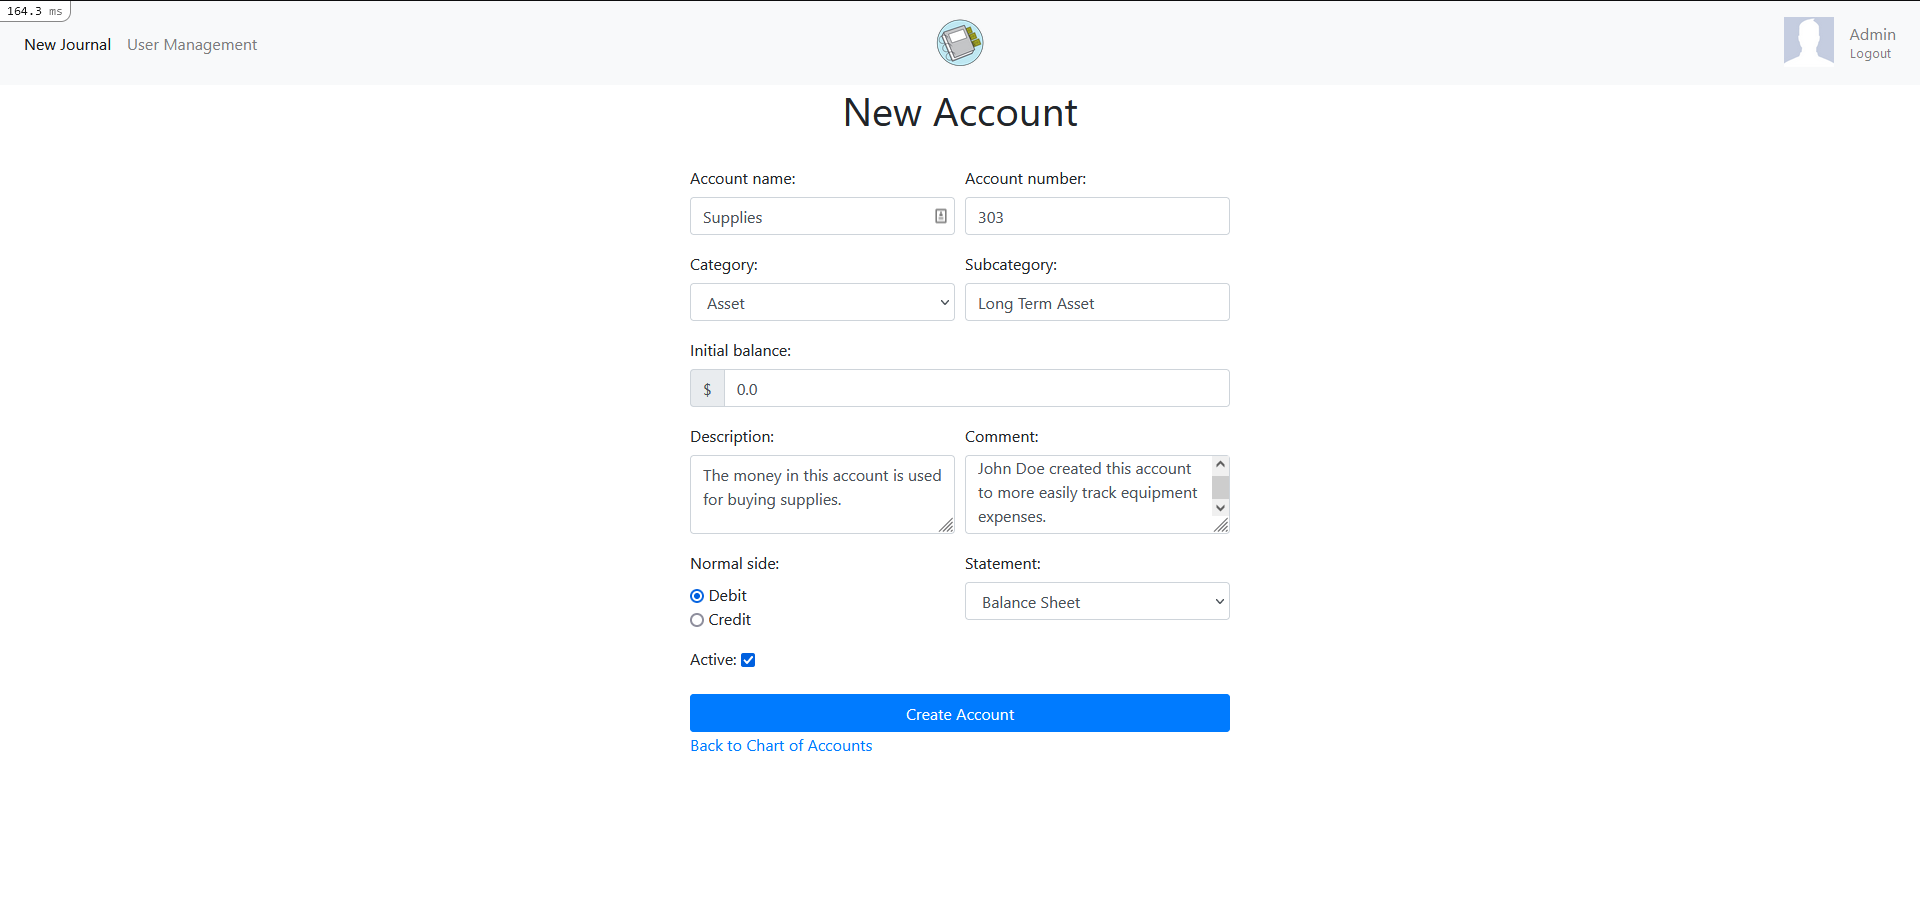 164.3 ms
New Journal User Management
Admin
Logout
New Account
Account name: Account number:
Supplies 303
Category: Subcategory:
Asset Long Term Asset
Initial balance:
$ 0.0
Description: Comment:
The money in this account is used
for buying supplies.
John Doe created this account
to more easily track equipment
expenses.
Normal side: Statement:
Debit
Balance Sheet
Credit
Active:
Create Account
Back to Chart of Accounts